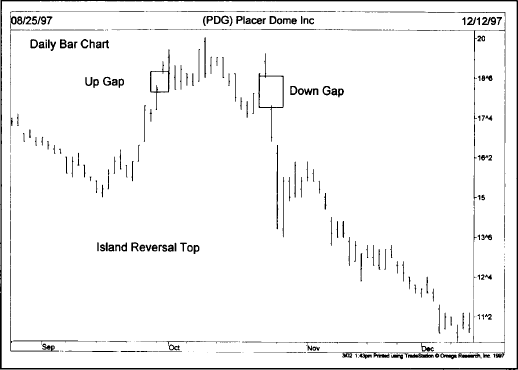 08/25/97 (PDG) Placer Dome Inc 12/12/97
Daily Bar Chart
Up Gap
Down Gap
Island Reversal Top
20
18^6
17^4
16^2
15
13^6
12^4
11^2
Sep Oct Nov Dec
3/02 1:43pm Printed using TradeStation © Omega Research, Inc. 1997